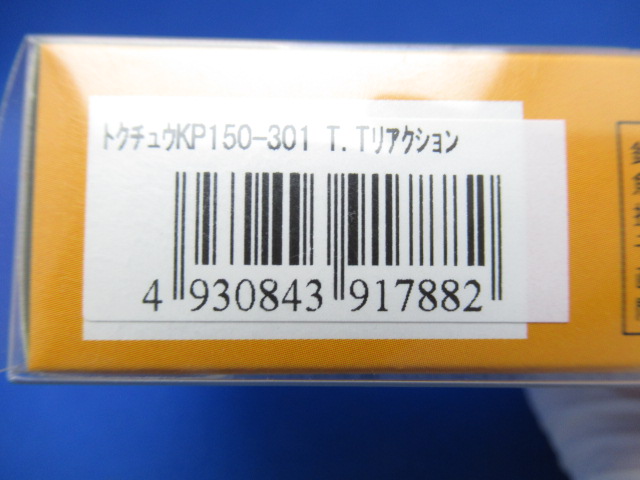 ﾄｸﾁｭｳKP150-301 T.Tﾘｱｸｼｮﾝ
4 930843 917882